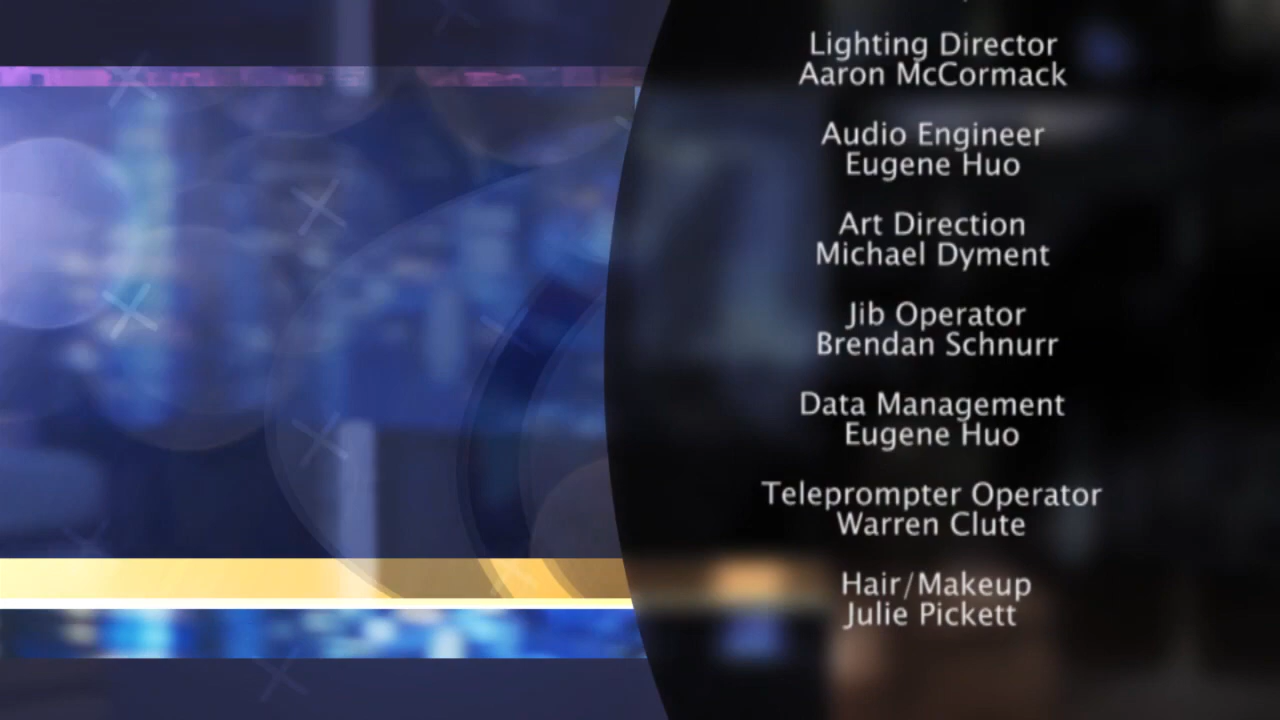 Lighting Director
Aaron McCormack
Audio Engineer
Eugene Huo
Art Direction
Michael Dyment
Jib Operator
Brendan Schnurr
Data Management
Eugene Huo
Teleprompter Operator
Warren Clute
Hair/Makeup
Julie Pickett